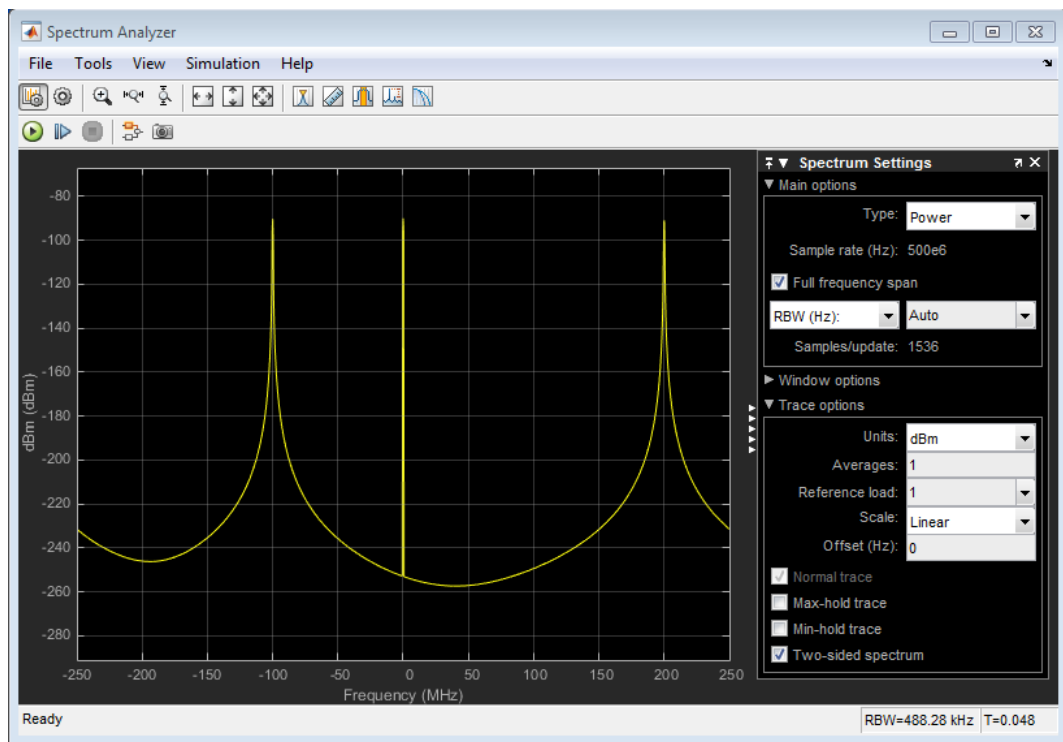 Spectrum Analyzer
File Tools View Simulation Help
-80
-100
-120
-140
-160
-180
-200
-220
-240
-260
-280
dBm (dBm)
-250 -200 -150 -100 -50 0 50 100 150 200 250
Frequency (MHz)
Spectrum Settings
Main options
Type: Power
Sample rate (Hz): 500e6
Full frequency span
RBW (Hz): Auto
Samples/update: 1536
Window options
Trace options
Units: dBm
Averages: 1
Reference load: 1
Scale: Linear
Offset (Hz): 0
Normal trace
Max-hold trace
Min-hold trace
Two-sided spectrum
Ready RBW=488.28 kHz T=0.048